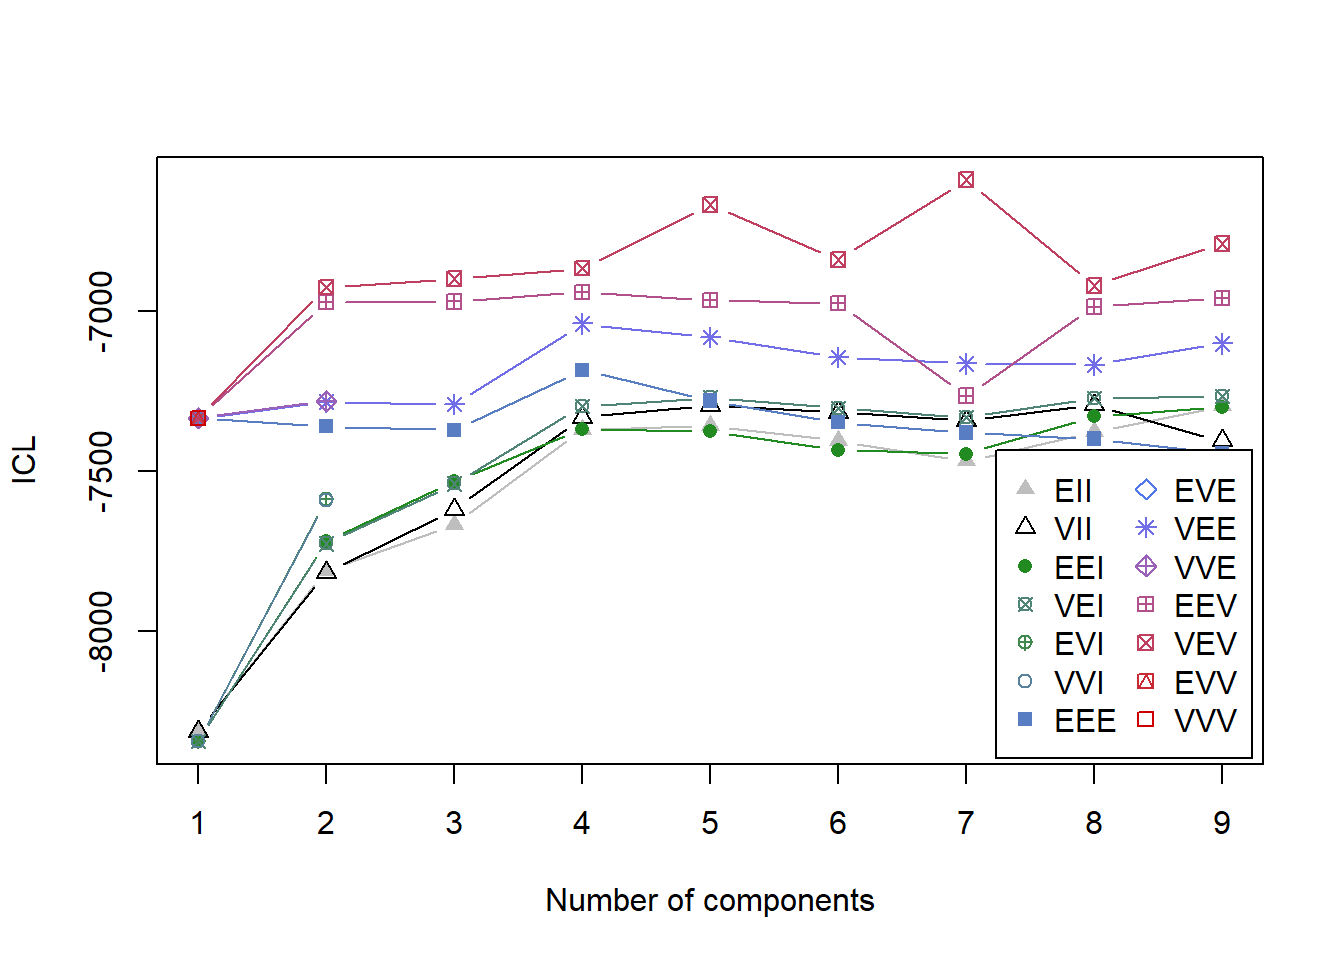 ICL
-7000
-7500
-8000
1 2 3 4 5 6 7 8 9
Number of components
EII EVE
VII VEE
EEI VVE
VEI EEV
EVI VEV
VVI EVV
EEE VVV